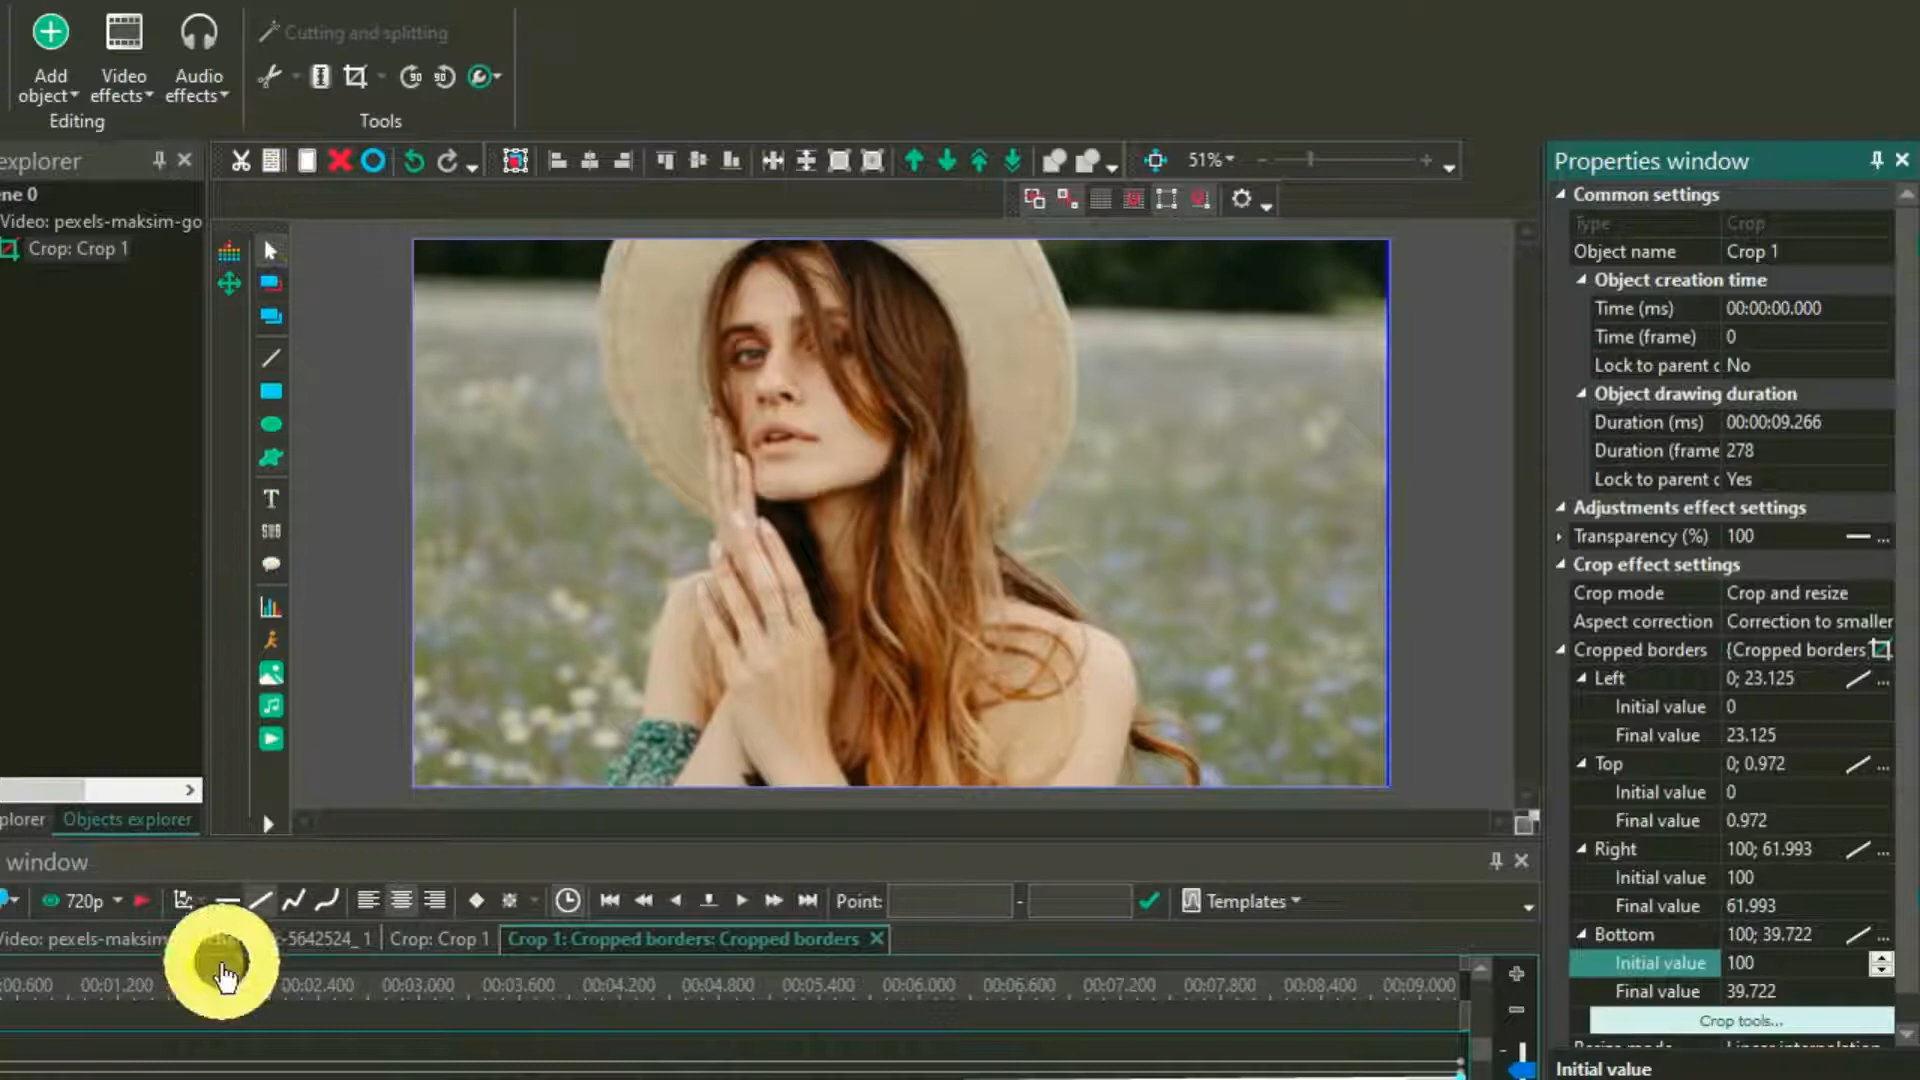 Add object
Video effects
Audio effects
Editing
Cutting and splitting
90 90
Tools
explorer
ne 0
Video: pexels-maksim-go
Crop: Crop 1
plorer
Objects explorer
51%
T
SUB
Properties window
Common settings
Type Crop
Object name Crop 1
Object creation time
Time (ms) 00:00:00.000
Time (frame) 0
Lock to parent c No
Object drawing duration
Duration (ms) 00:00:09.266
Duration (frame 278
Lock to parent c Yes
Adjustments effect settings
Transparency (%) 100 ...
Crop effect settings
Crop mode Crop and resize
Aspect correction Correction to smaller
Cropped borders {Cropped borders
Left 0; 23.125 ...
Initial value 0
Final value 23.125
Top 0; 0.972 ...
Initial value 0
Final value 0.972
Right 100; 61.993 ...
Initial value 100
Final value 61.993
Bottom 100; 39.722 ...
Initial value 100
Final value 39.722
Crop tools...
Resize mode Linear interpolation
Initial value
window
720p
Point: -
Templates
Video: pexels-maksim -5642524_1
Crop: Crop 1
Crop 1: Cropped borders: Cropped borders
:00.600 00:01.200 00:02.400 00:03.000 00:03.600 00:04.200 00:04.800 00:05.400 00:06.000 00:06.600 00:07.200 00:07.800 00:08.400 00:09.000